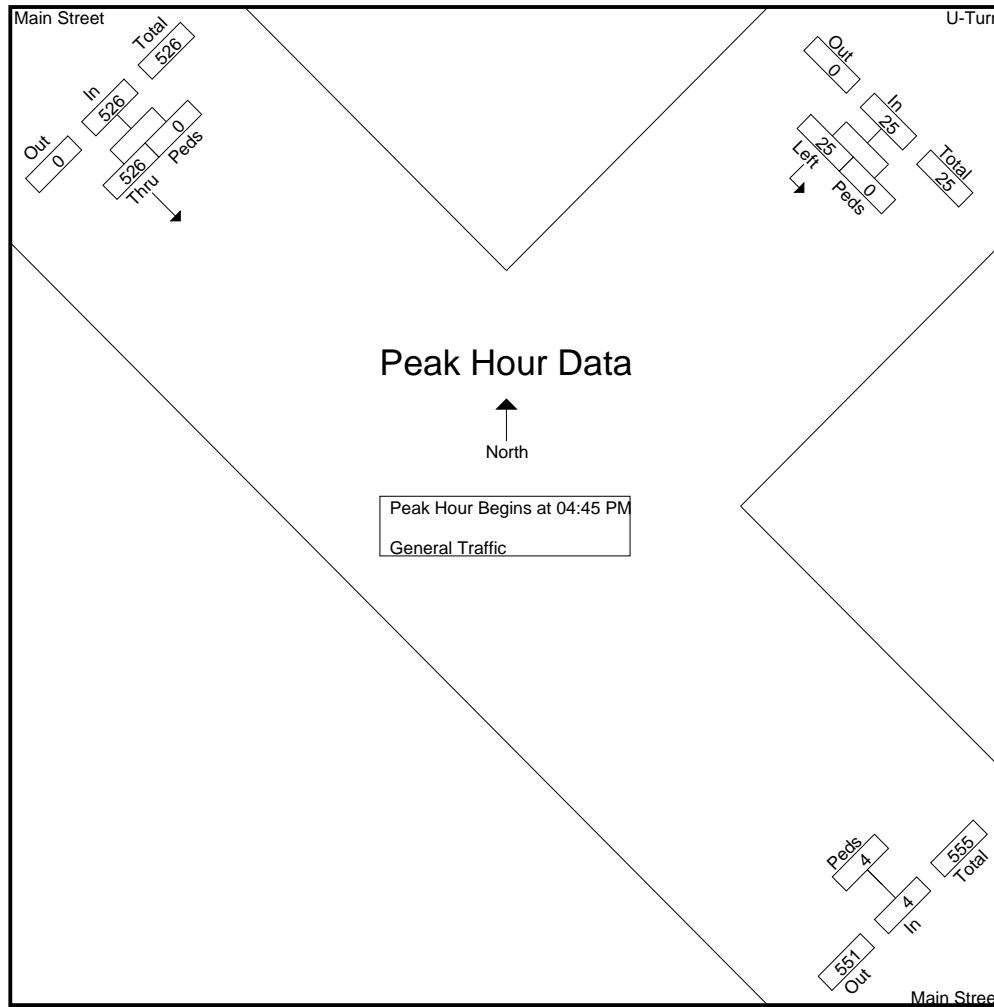 Main Street
Out
0
In
526
Total
526
526
Thru
0
Peds
U-Turn
Out
0
In
25
Total
25
25
Left
0
Peds
Peak Hour Data
North
Peak Hour Begins at 04:45 PM
General Traffic
Peds
4
555
Total
4
In
551
Out
Main Stree